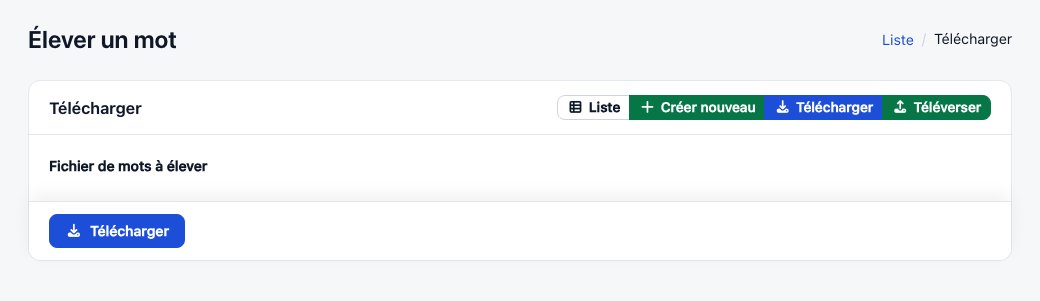 Élever un mot
Liste / Télécharger
Télécharger
Liste Créer nouveau Télécharger Téléverser
Fichier de mots à élever
Télécharger